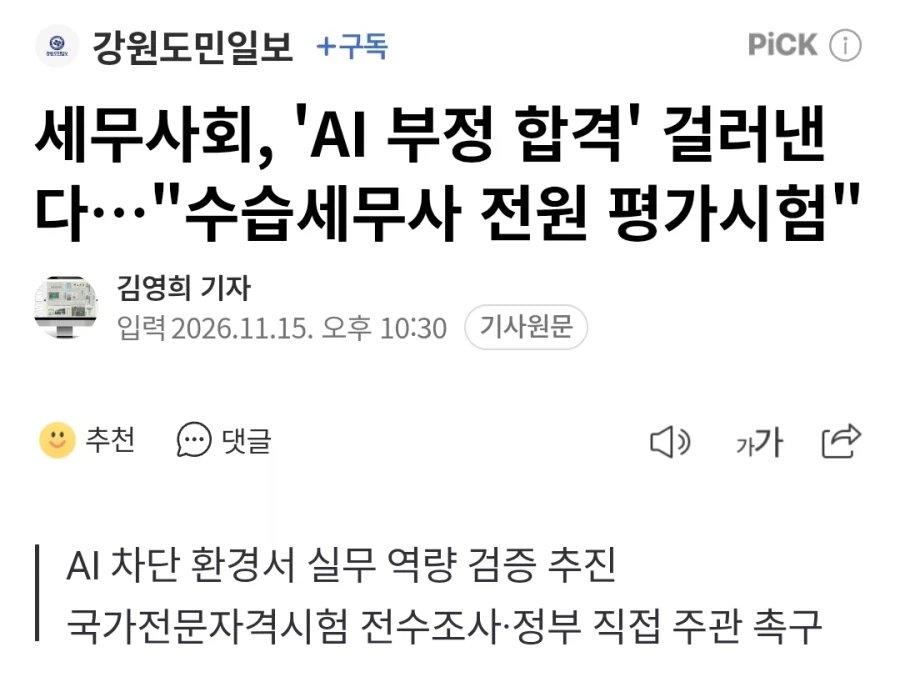 강원도민일보 +구독 PiCK
세무사회, 'AI 부정 합격' 걸러낸
다…"수습세무사 전원 평가시험"
김영희 기자
입력 2026.11.15. 오후 10:30 기사원문
추천 댓글 가가
AI 차단 환경서 실무 역량 검증 추진
국가전문자격시험 전수조사·정부 직접 주관 촉구